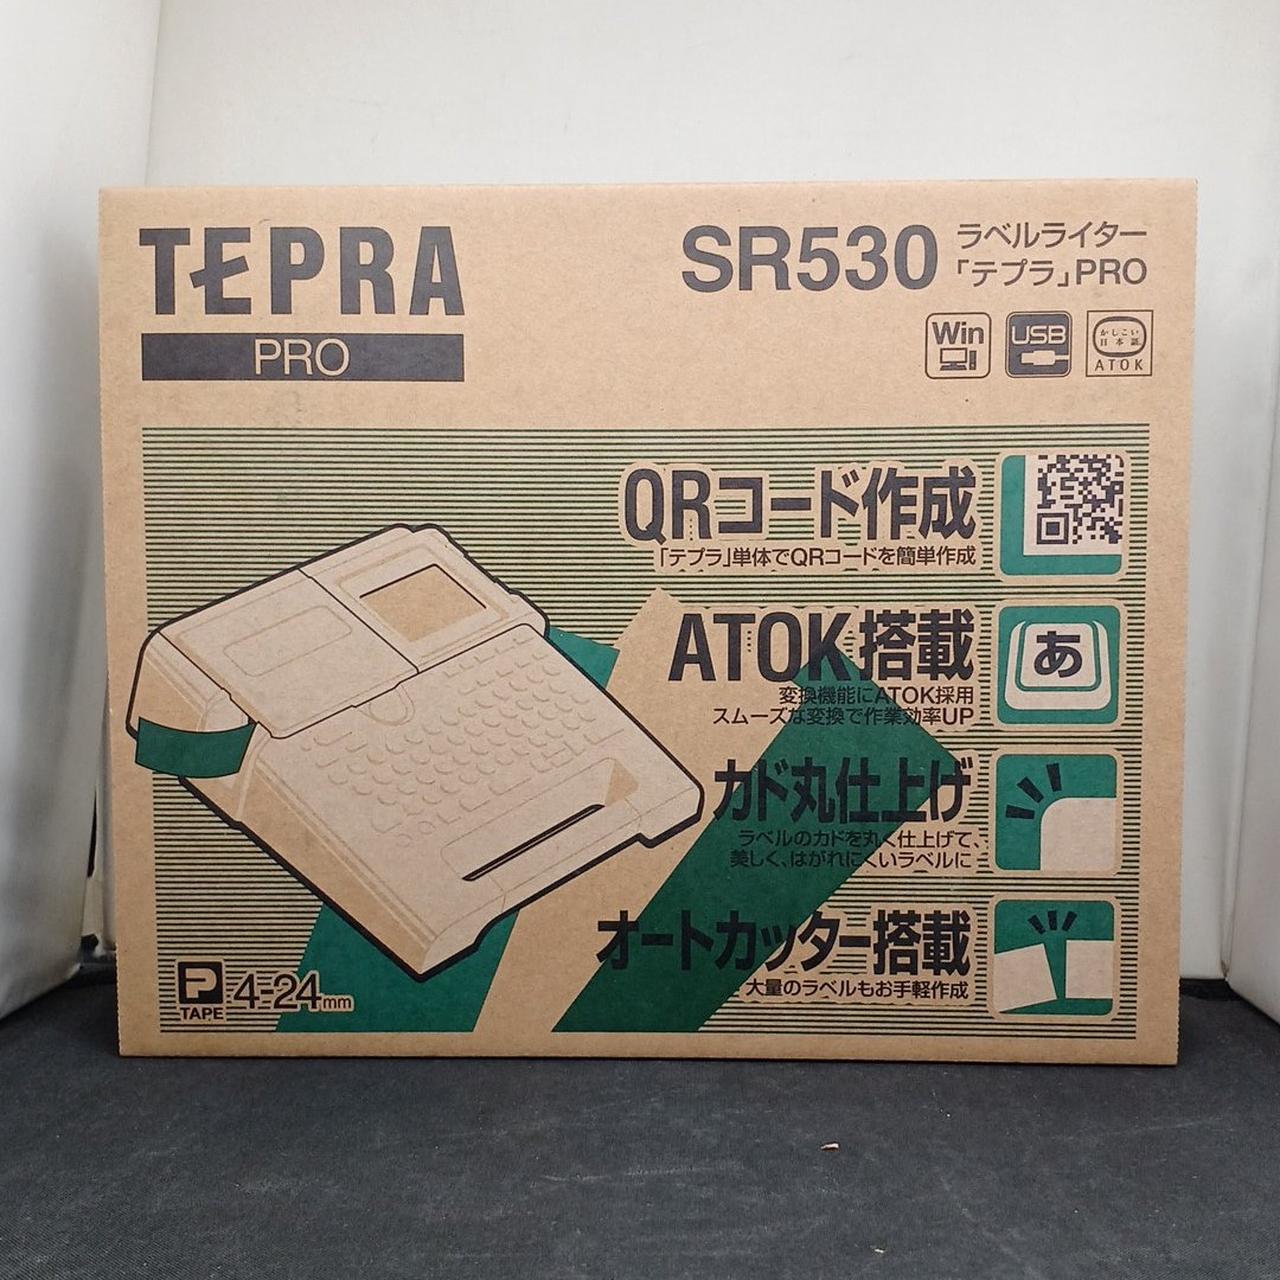 TEPRA
PRO
SR530
ラベルライター
「テプラ」PRO
Win
USB
かしこい
日本語
ATOK
QRコード作成
「テプラ」単体でQRコードを簡単作成
ATOK搭載
変換機能にATOK採用
スムーズな変換で作業効率UP
あ
カド丸仕上げ
ラベルのカドを丸く仕上げて、
美しく、はがれにくいラベルに
オートカッター搭載
大量のラベルもお手軽作成
P
TAPE
4-24mm